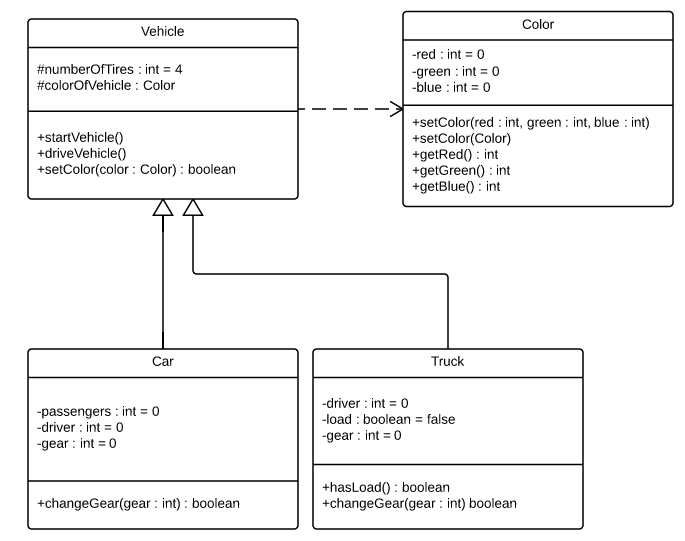 Vehicle
#numberOfTires : int = 4
#colorOfVehicle : Color
+startVehicle()
+driveVehicle()
+setColor(color : Color) : boolean
Color
-red : int = 0
-green : int = 0
-blue : int = 0
+setColor(red : int, green : int, blue : int)
+setColor(Color)
+getRed() : int
+getGreen() : int
+getBlue() : int
Car
-passengers : int = 0
-driver : int = 0
-gear : int = 0
+changeGear(gear : int) : boolean
Truck
-driver : int = 0
-load : boolean = false
-gear : int = 0
+hasLoad() : boolean
+changeGear(gear : int) boolean